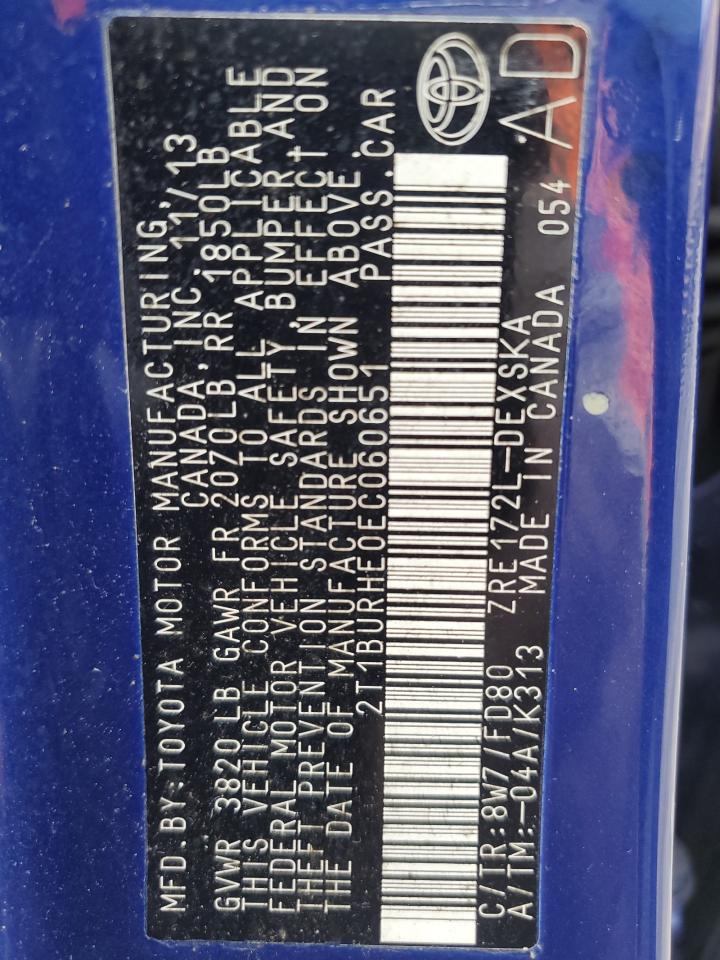 MFD.BY:TOYOTA MOTOR MANUFACTURING,
CANADA, INC. 11/13
GVWR 3820LB GAWR FR 2070LB,RR 1850LB
THIS VEHICLE CONFORMS TO ALL APPLICABLE
FEDERAL MOTOR VEHICLE SAFETY, BUMPER AND
THEFT PREVENTION STANDARDS IN EFFECT ON
THE DATE OF MANUFACTURE SHOWN ABOVE
2T1BURHE0EC060651 PASS.CAR
C/TR:8W7/FD80 ZRE172L-DEXSKA
A/TM:-04A/K313 MADE IN CANADA 054
AD